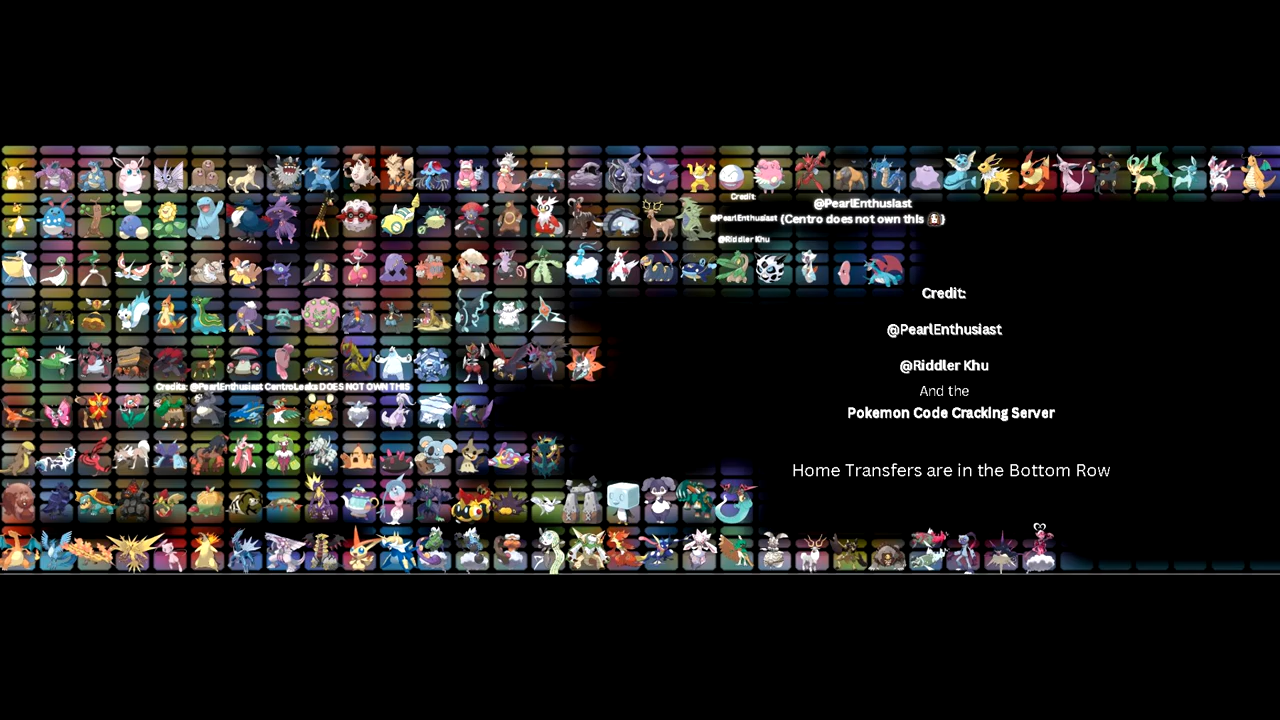 Credit:
@PearlEnthusiast
@PearlEnthusiast (Centro does not own this )
@Riddler Khu
Credit:
@PearlEnthusiast
@Riddler Khu
And the
Credits: @PearlEnthusiast CentroLeaks DOES NOT OWN THIS
Pokemon Code Cracking Server
Home Transfers are in the Bottom Row